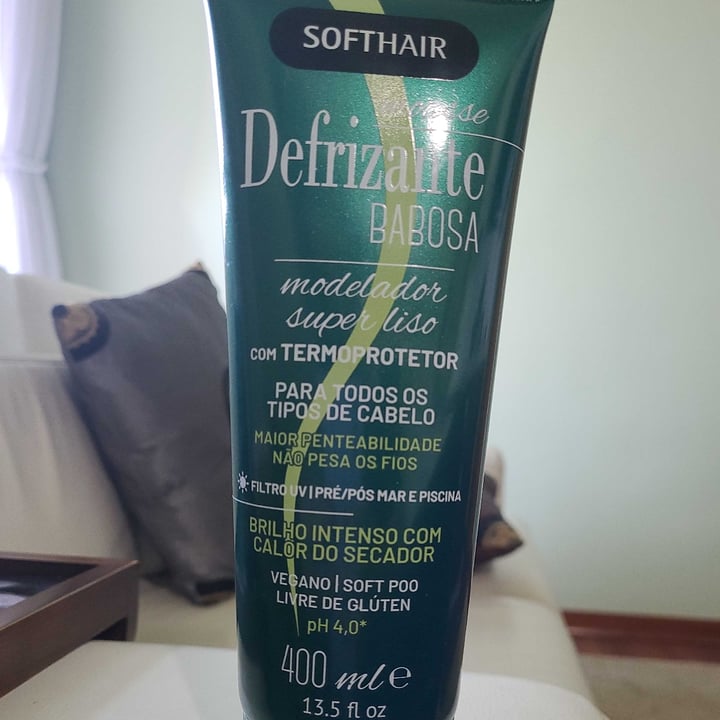 SOFTHAIR
Defrizante
BABOSA
modelador
super liso
COM TERMOPROTETOR
PARA TODOS OS
TIPOS DE CABELO
MAIOR PENTEABILIDADE
NÃO PESA OS FIOS
FILTRO UV | PRÉ/PÓS MAR E PISCINA
BRILHO INTENSO COM
CALOR DO SECADOR
VEGANO | SOFT POO
LIVRE DE GLÚTEN
pH 4,0*
400 ml e
13.5 fl oz